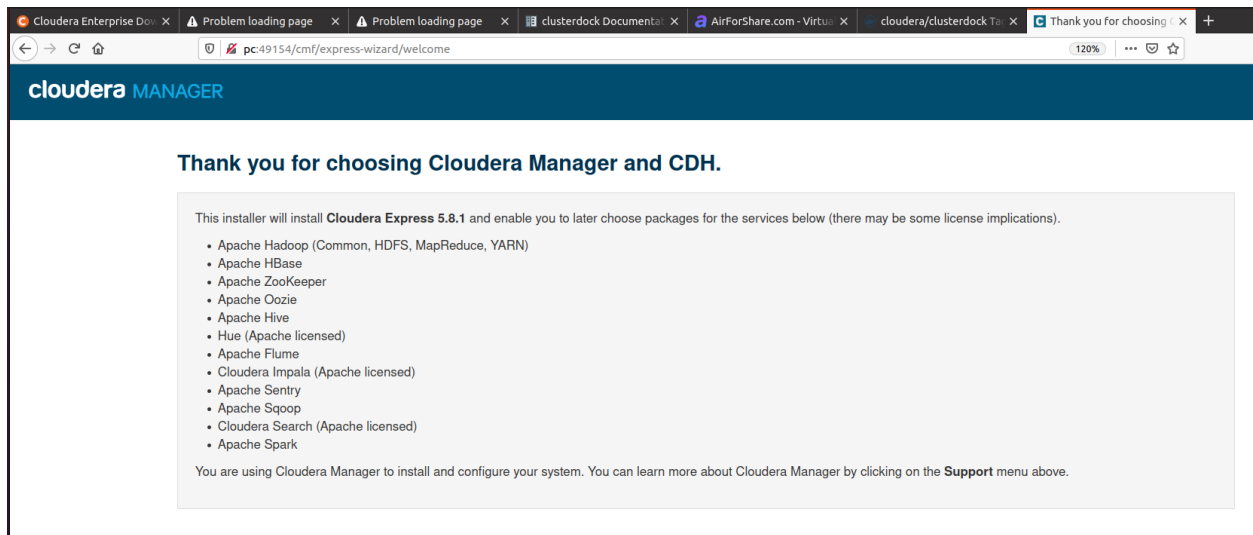 Cloudera Enterprise Dow
Problem loading page
Problem loading page
clusterdock Documentat
AirForShare.com - Virtua
cloudera/clusterdock Tag
Thank you for choosing C
pc:49154/cmf/express-wizard/welcome
120%
cloudera MANAGER
Thank you for choosing Cloudera Manager and CDH.
This installer will install Cloudera Express 5.8.1 and enable you to later choose packages for the services below (there may be some license implications).
• Apache Hadoop (Common, HDFS, MapReduce, YARN)
• Apache HBase
• Apache ZooKeeper
• Apache Oozie
• Apache Hive
• Hue (Apache licensed)
• Apache Flume
• Cloudera Impala (Apache licensed)
• Apache Sentry
• Apache Sqoop
• Cloudera Search (Apache licensed)
• Apache Spark
You are using Cloudera Manager to install and configure your system. You can learn more about Cloudera Manager by clicking on the Support menu above.